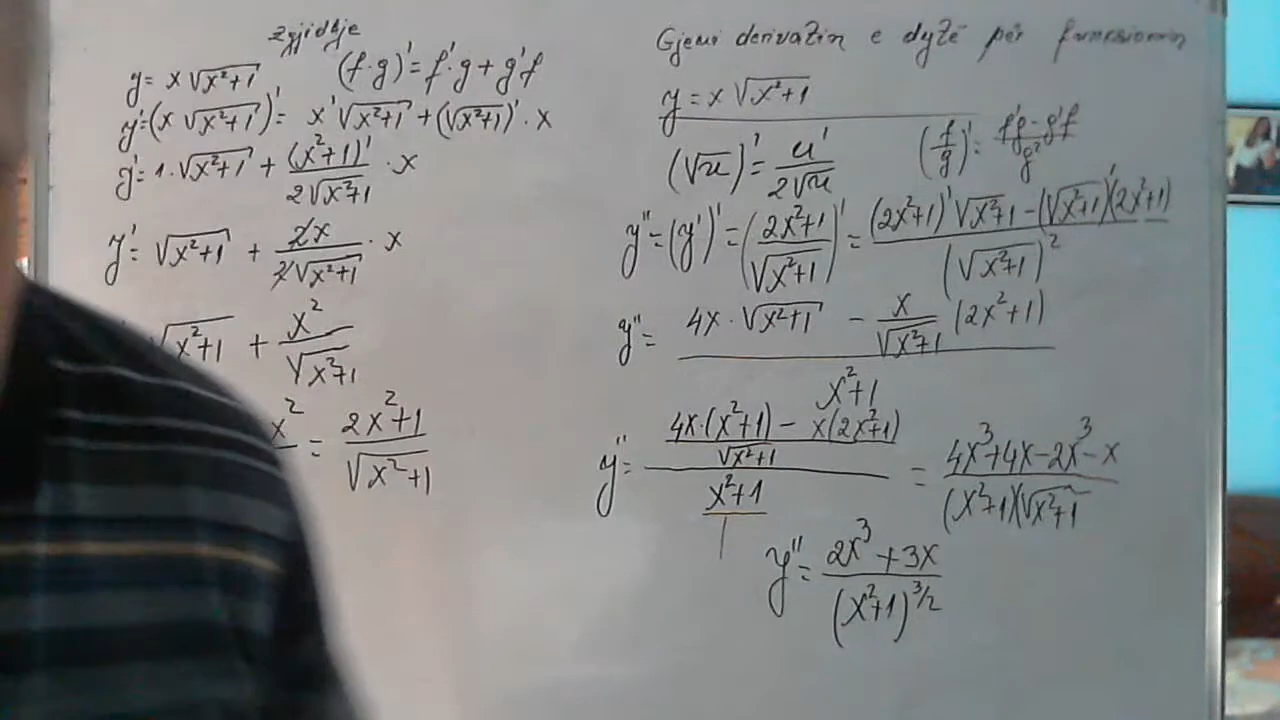 Zgjidhje
y = x √(x²+1)   (f·g)' = f'·g + g'f
y' = (x √(x²+1))' = x'√(x²+1) + (√(x²+1))' · x
y' = 1·√(x²+1) + (x²+1)' / 2√(x²+1) · x
y' = √(x²+1) + 2x / 2√(x²+1) · x
√(x²+1) + x² / √(x²+1)
x² = 2x²+1 / √(x²+1)
Gjeni derivatin e dytë për funksionin
y = x √(x²+1)
(√u)' = u' / 2√u   (f/g)' = f'g - g'f / g²
y'' = (y')' = (2x²+1 / √(x²+1))' = (2x²+1)'√(x²+1) - (√(x²+1))'(2x²+1) / (√(x²+1))²
y'' = 4x · √(x²+1) - x/√(x²+1) (2x²+1) / x²+1
y'' = 4x·(x²+1) - x(2x²+1) / √(x²+1) / x²+1 / 1 = 4x³+4x-2x³-x / (x²+1)(√(x²+1)
y'' = 2x³+3x / (x²+1)^3/2